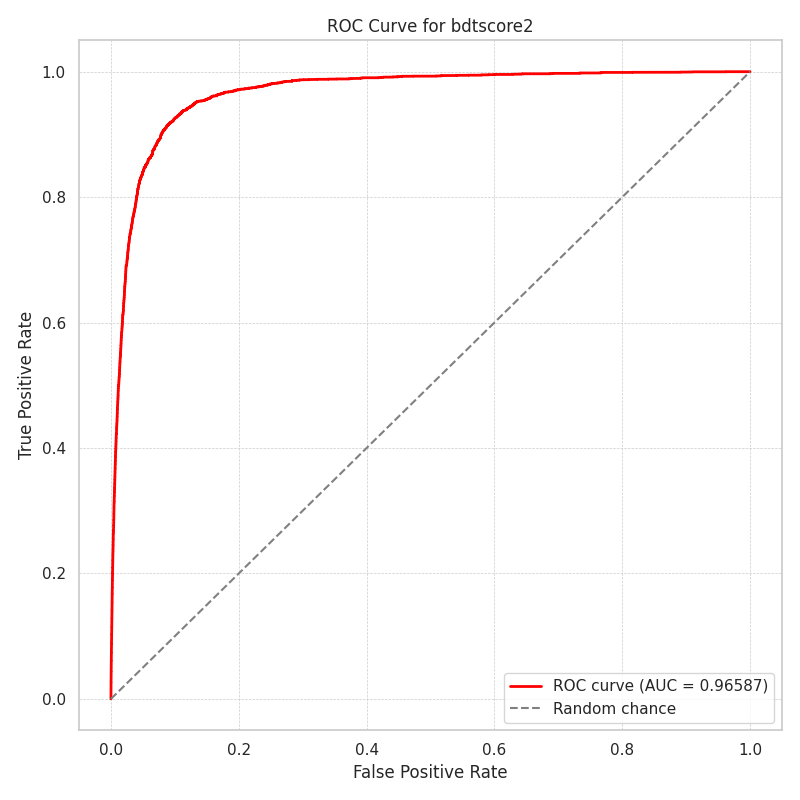 ROC Curve for bdtscore2
True Positive Rate
1.0
0.8
0.6
0.4
0.2
0.0
ROC curve (AUC = 0.96587)
Random chance
0.0 0.2 0.4 0.6 0.8 1.0
False Positive Rate